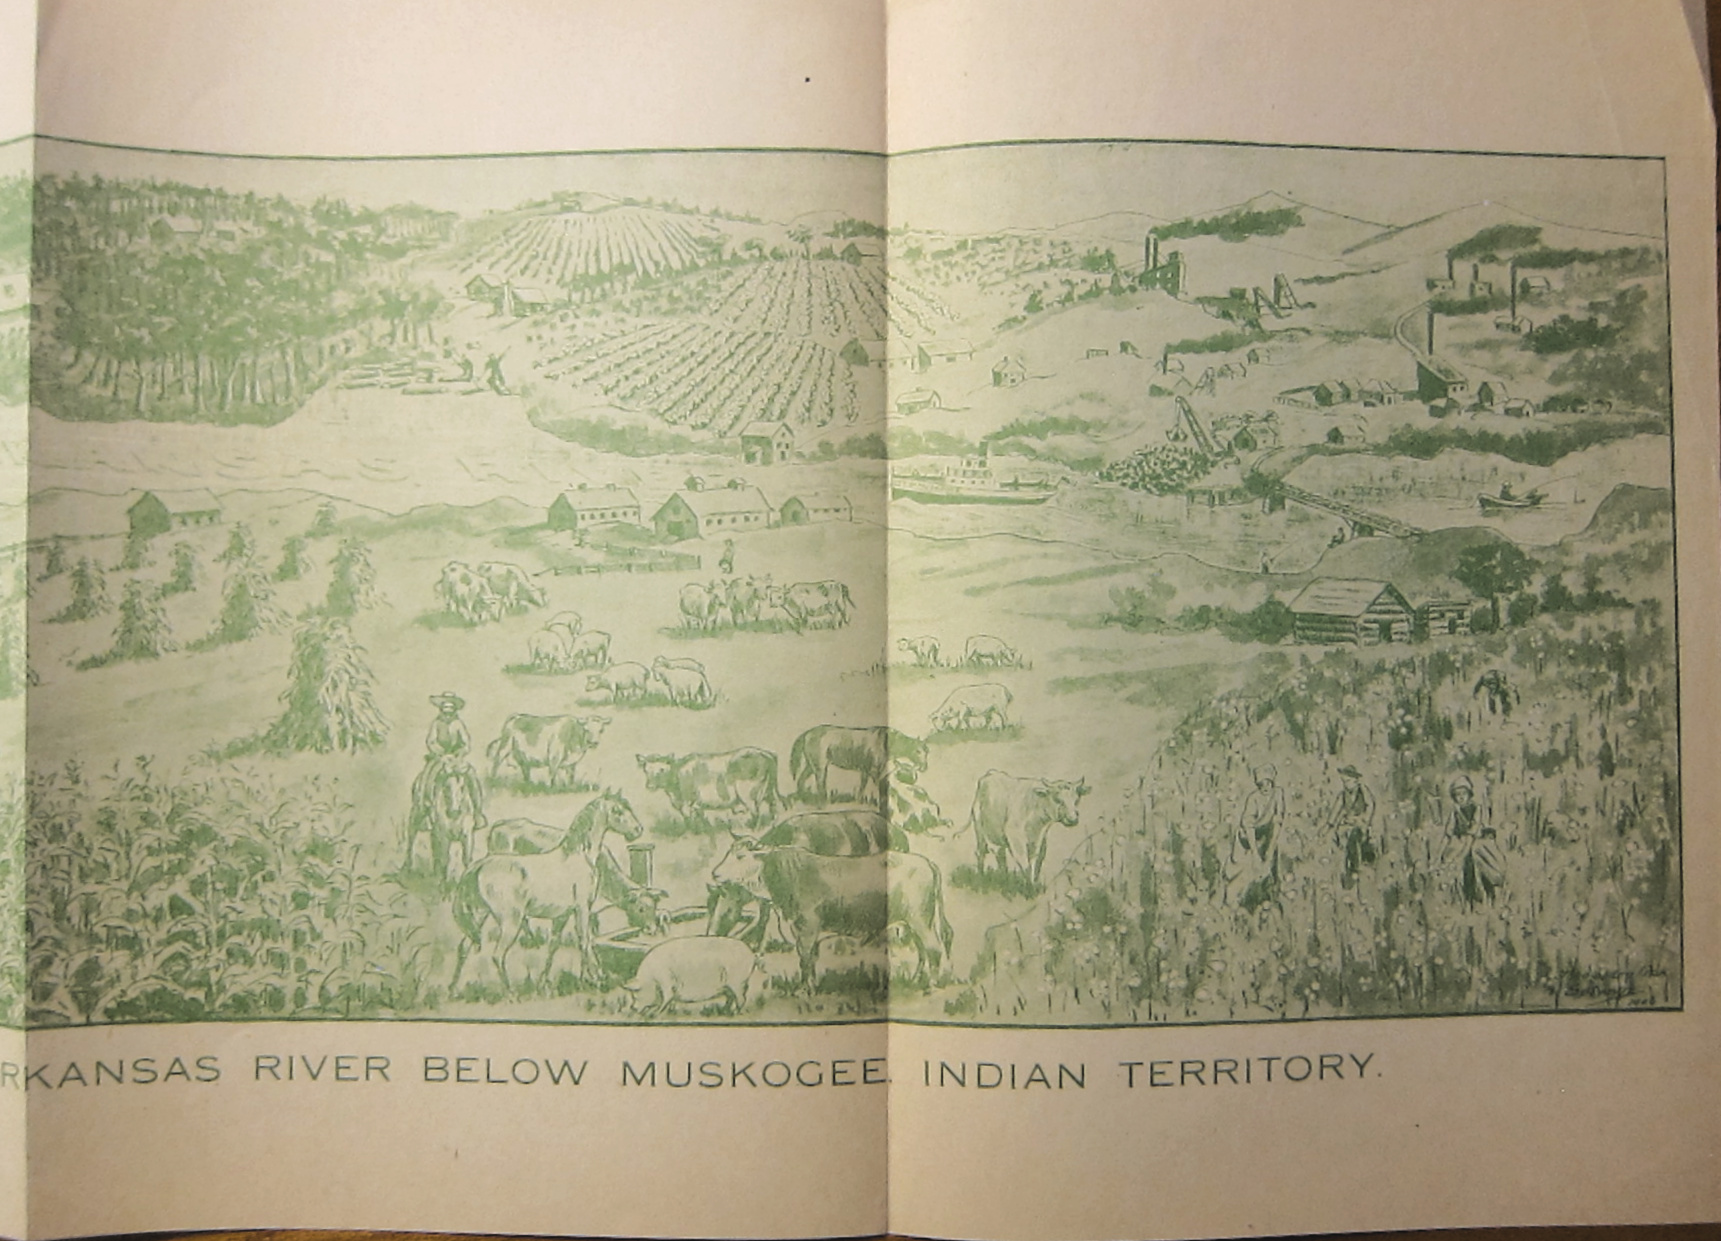 RKANSAS RIVER BELOW MUSKOGEE, INDIAN TERRITORY.